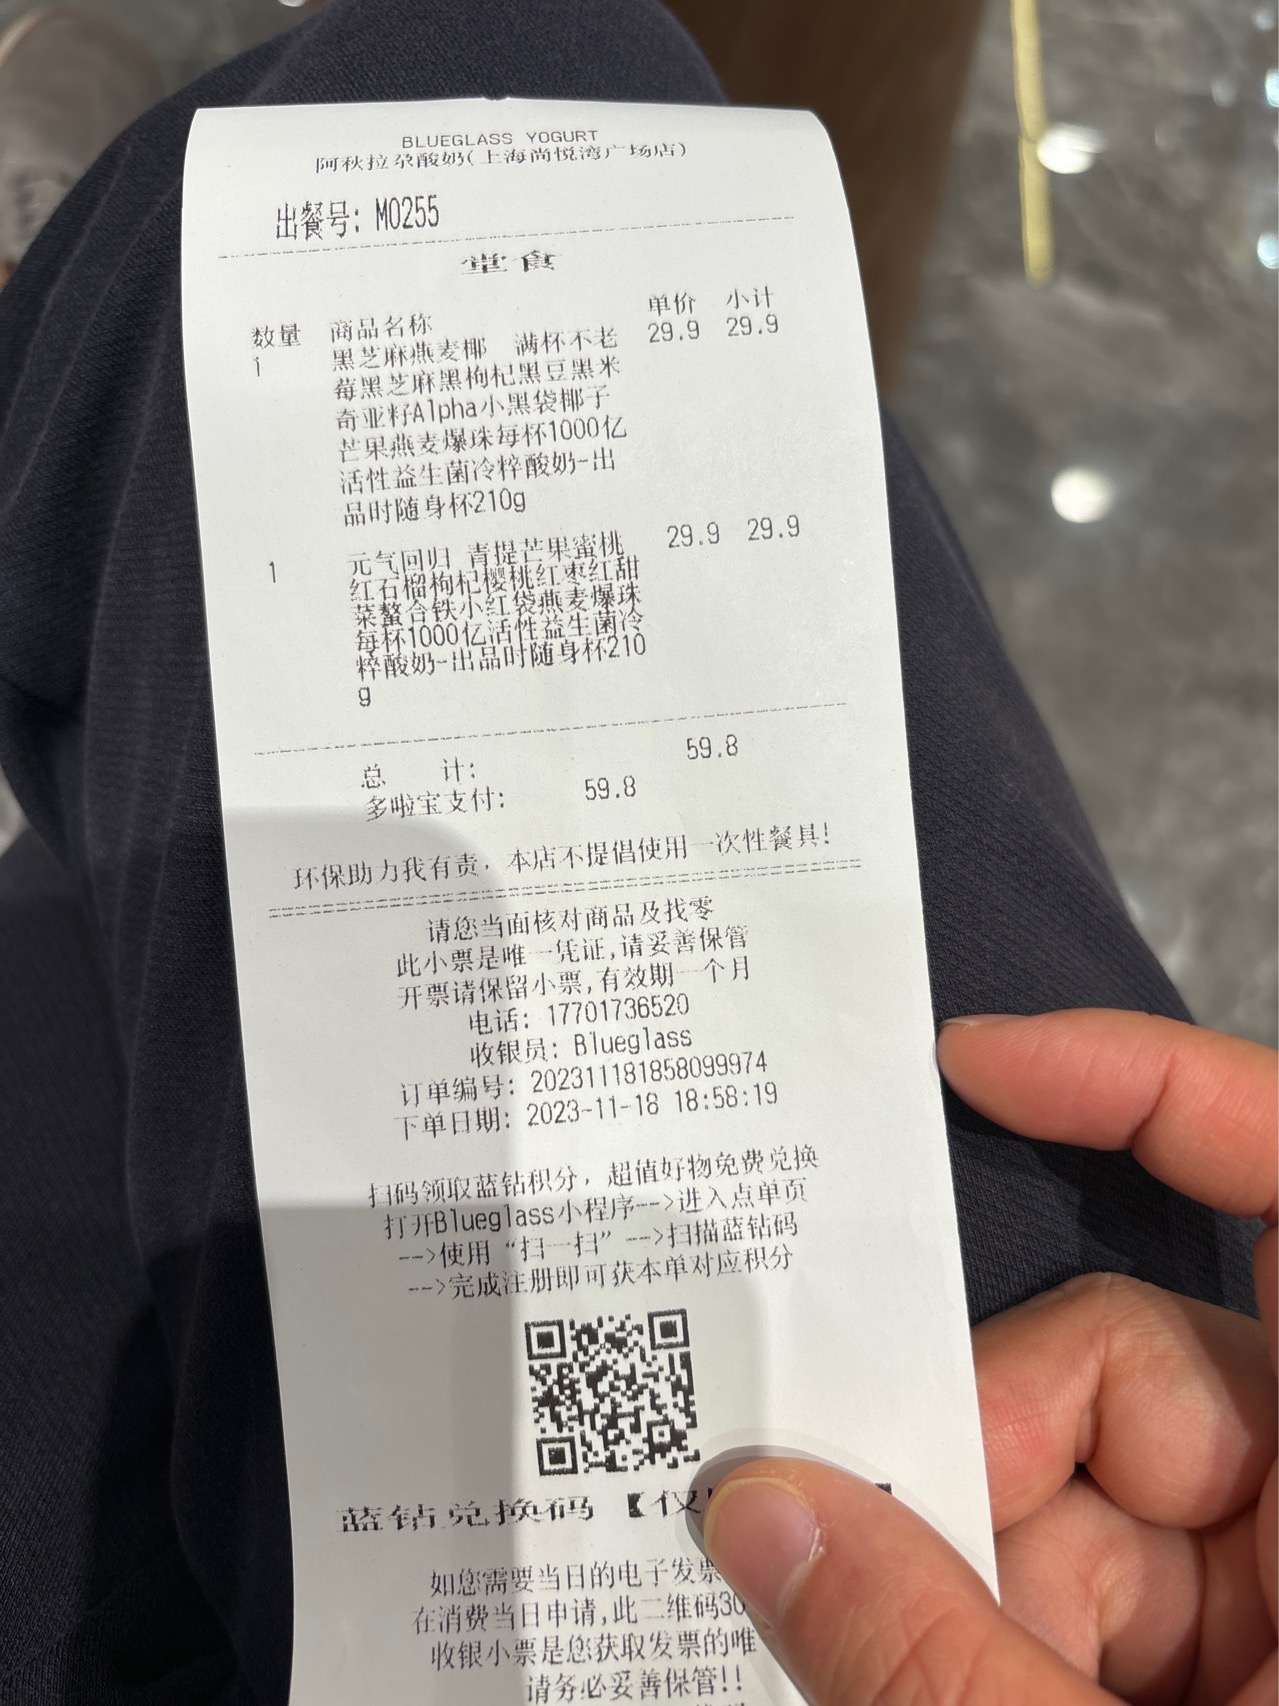 BLUEGLASS YOGURT
阿秋拉尕酸奶(上海尚悦湾广场店)
出餐号: M0255
堂食
数量 商品名称 单价 小计
1 黑芝麻燕麦椰 满杯不老 29.9 29.9
莓黑芝麻黑枸杞黑豆黑米
奇亚籽Alpha小黑袋椰子
芒果燕麦爆珠每杯1000亿
活性益生菌冷粹酸奶-出
品时随身杯210g
1 元气回归 青提芒果蜜桃 29.9 29.9
红石榴枸杞樱桃红枣红甜
菜螯合铁小红袋燕麦爆珠
每杯1000亿活性益生菌冷
粹酸奶-出品时随身杯210
g
总 计: 59.8
多啦宝支付: 59.8
环保助力我有责，本店不提倡使用一次性餐具!
请您当面核对商品及找零
此小票是唯一凭证,请妥善保管
开票请保留小票,有效期一个月
电话: 17701736520
收银员: Blueglass
订单编号: 202311181858099974
下单日期: 2023-11-18 18:58:19
扫码领取蓝钻积分，超值好物免费兑换
打开Blueglass小程序-->进入点单页
-->使用“扫一扫”-->扫描蓝钻码
-->完成注册即可获本单对应积分
蓝钻兑换码【仅
如您需要当日的电子发票
在消费当日申请,此二维码30
收银小票是您获取发票的唯
请务必妥善保管!!